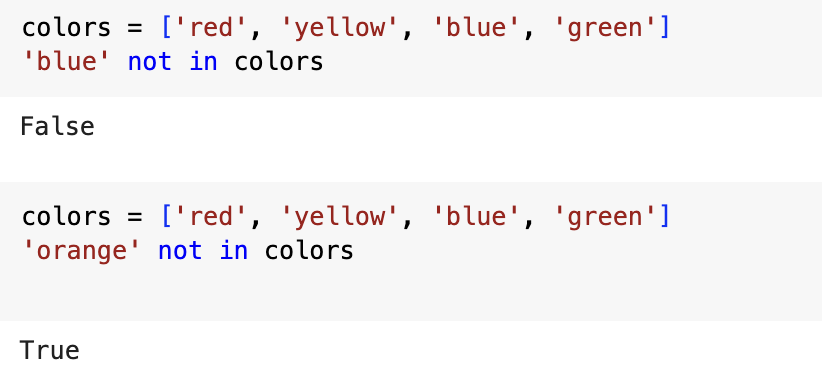 colors = ['red', 'yellow', 'blue', 'green']
'blue' not in colors
False
colors = ['red', 'yellow', 'blue', 'green']
'orange' not in colors
True